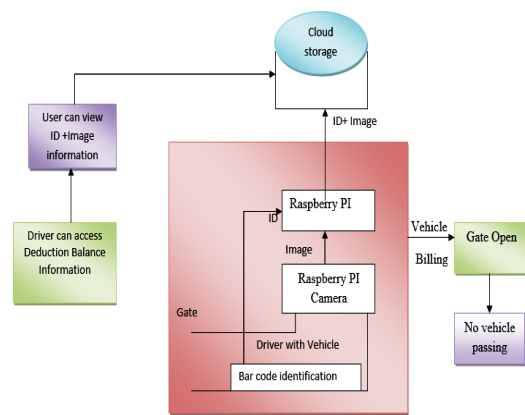 Cloud
storage
User can view
ID +Image
information
ID+ Image
Driver can access
Deduction Balance
Information
Raspberry PI
ID
Image
Vehicle
Billing
Gate Open
Raspberry PI
Camera
Gate
Driver with Vehicle
Bar code identification
No vehicle
passing